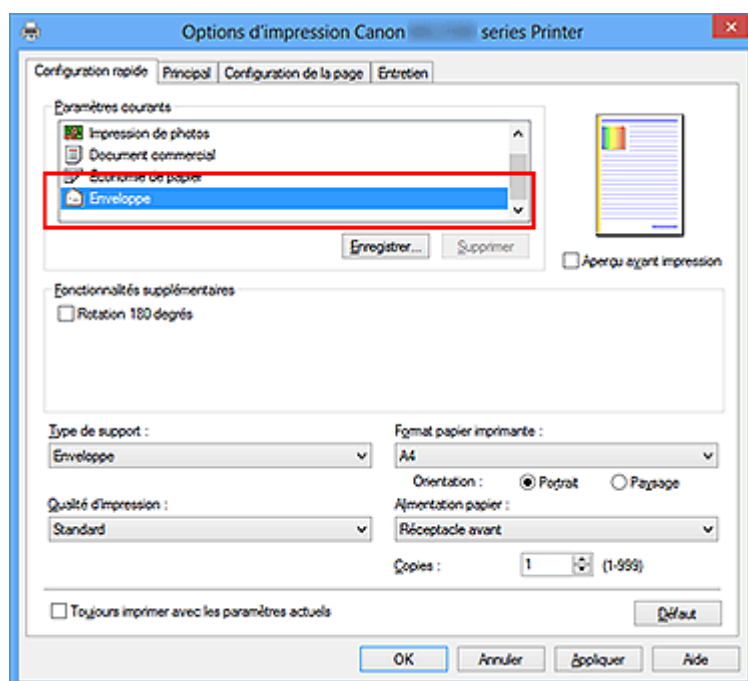 Options d'impression Canon series Printer
Configuration rapide Principal Configuration de la page Entretien
Paramètres courants
Impression de photos
Document commercial
Économie de papier
Enveloppe
Enregistrer... Supprimer
Aperçu avant impression
Fonctionnalités supplémentaires
Rotation 180 degrés
Type de support : Format papier imprimante :
Enveloppe A4
Orientation : Portrait Paysage
Qualité d'impression : Alimentation papier :
Standard Réceptacle avant
Copies : 1 (1-999)
Toujours imprimer avec les paramètres actuels Défaut
OK Annuler Appliquer Aide